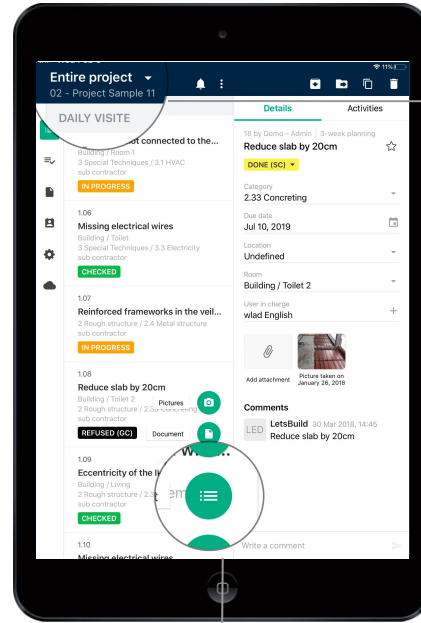 11%
Entire project
02 - Project Sample 11
DAILY VISITE
not connected to the...
Building / Room 1
3 Special Techniques / 3.1 HVAC
sub contractor
IN PROGRESS
1.06
Missing electrical wires
Building / Toilet
3 Special Techniques / 3.3 Electricity
sub contractor
CHECKED
1.07
Reinforced frameworks in the veil...
2 Rough structure / 2.4 Metal structure
sub contractor
IN PROGRESS
1.08
Reduce slab by 20cm
Building / Toilet 2
Pictures
2 Rough structure / 2.33 Concreting
sub contractor
REFUSED (GC)
Document
1.09
Eccentricity of the
Building / Living
2 Rough structure / 2.3
sub contractor
CHECKED
1.10
Missing electrical wires
Details
Activities
18 by Demo – Admin | 3-week planning
Reduce slab by 20cm
DONE (SC)
Category
2.33 Concreting
Due date
Jul 10, 2019
Location
Undefined
Room
Building / Toilet 2
User in charge
wlad English
Add attachment
Picture taken on
January 26, 2018
Comments
LED
LetsBuild 30 Mar 2018, 14:45
Reduce slab by 20cm
Write a comment